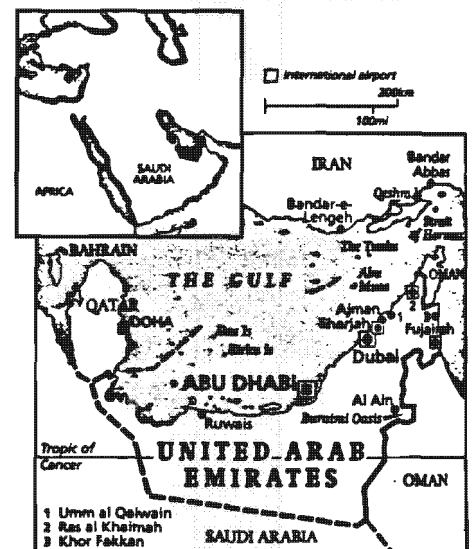 International airport
200km
100mi
SAUDI
ARABIA
AFRICA
IRAN
Bandar
Abbas
Qeshm I.
Bandar-e-
Lengeh
Strait
of Hormuz
The Tunbs
BAHRAIN
THE GULF
Abu
Musa
OMAN
QATAR
DOHA
Ajman
1
2
3
Sharjah
Fujairah
Dubai
Das Is
ABU DHABI
Al Ain
Buraimi Oasis
Ruwais
Tropic of
Cancer
UNITED ARAB
EMIRATES
OMAN
1 Umm al Qaiwain
2 Ras al Khaimah
3 Khor Fakkan
SAUDI ARABIA